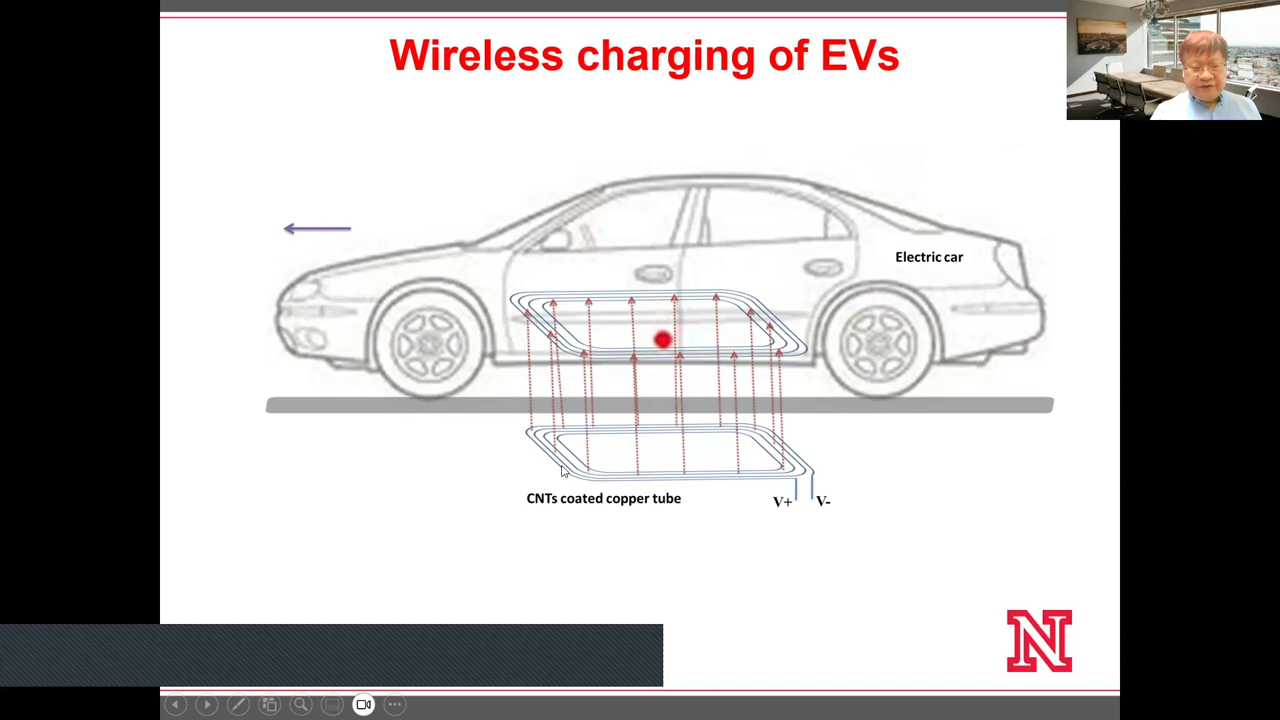 Wireless charging of EVs
Electric car
CNTs coated copper tube
V+ V-
N